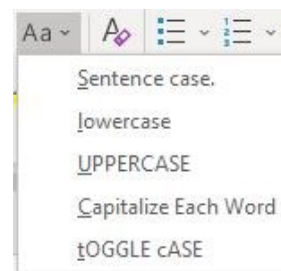 Aa
Sentence case.
lowercase
UPPERCASE
Capitalize Each Word
tOGGLE cASE